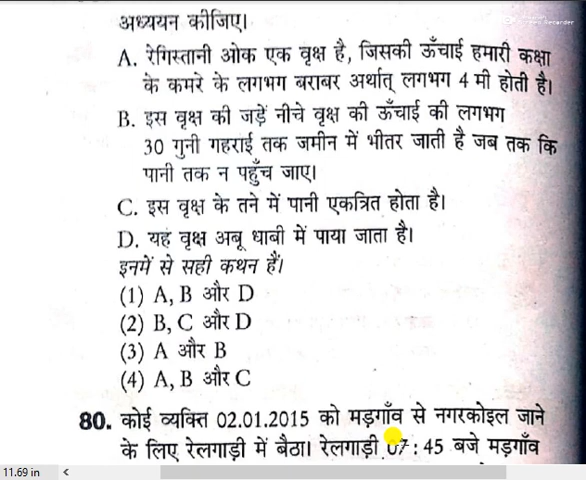 अध्ययन कीजिए।
A. रेगिस्तानी ओक एक वृक्ष है, जिसकी ऊँचाई हमारी कक्षा
के कमरे के लगभग बराबर अर्थात् लगभग 4 मी होती है।
B. इस वृक्ष की जड़ें नीचे वृक्ष की ऊँचाई की लगभग
30 गुनी गहराई तक जमीन में भीतर जाती है जब तक कि
पानी तक न पहुँच जाए।
C. इस वृक्ष के तने में पानी एकत्रित होता है।
D. यह वृक्ष अबू धाबी में पाया जाता है।
इनमें से सही कथन हैं।
(1) A, B और D
(2) B, C और D
(3) A और B
(4) A, B और C
80. कोई व्यक्ति 02.01.2015 को मड़गाँव से नगरकोइल जाने
के लिए रेलगाड़ी में बैठा। रेलगाड़ी 07 : 45 बजे मड़गाँव
11.69 in